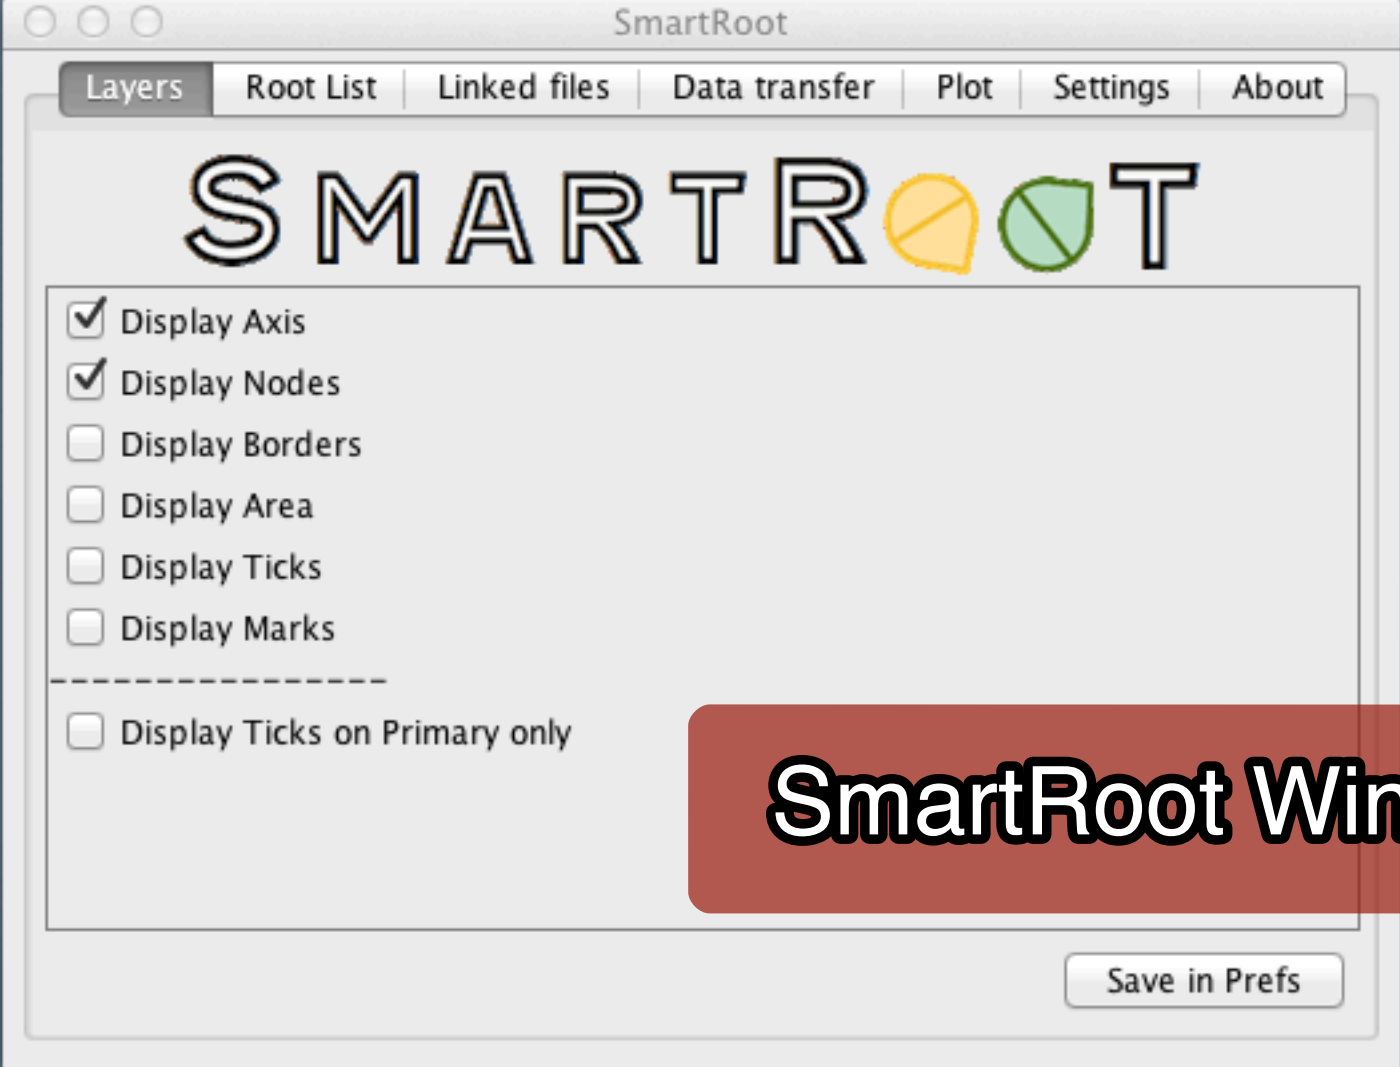 SmartRoot
Layers Root List Linked files Data transfer Plot Settings About
SMARTROOT
Display Axis
Display Nodes
Display Borders
Display Area
Display Ticks
Display Marks
----------------
Display Ticks on Primary only
SmartRoot
Save in Prefs